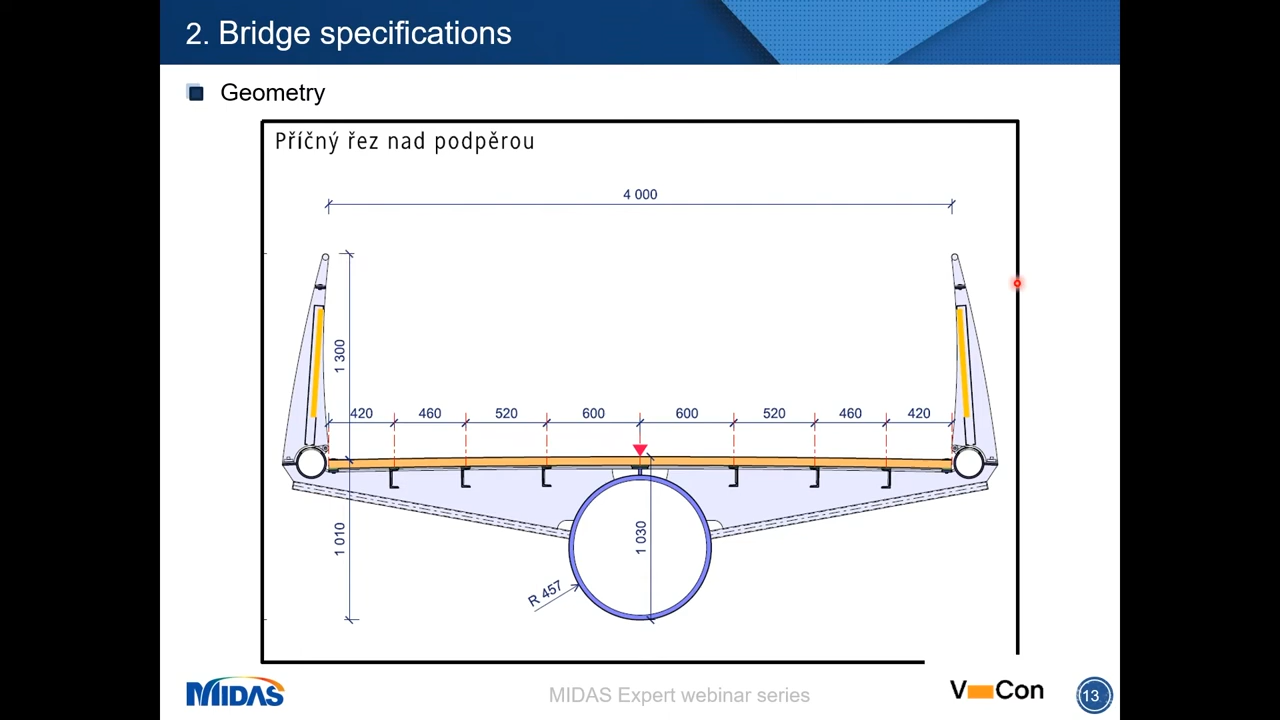 2. Bridge specifications
Geometry
Příčný řez nad podpěrou
4 000
1 300
420 460 520 600 600 520 460 420
1 010
1 030
R 457
MIDAS
MIDAS Expert webinar series
V Con
13